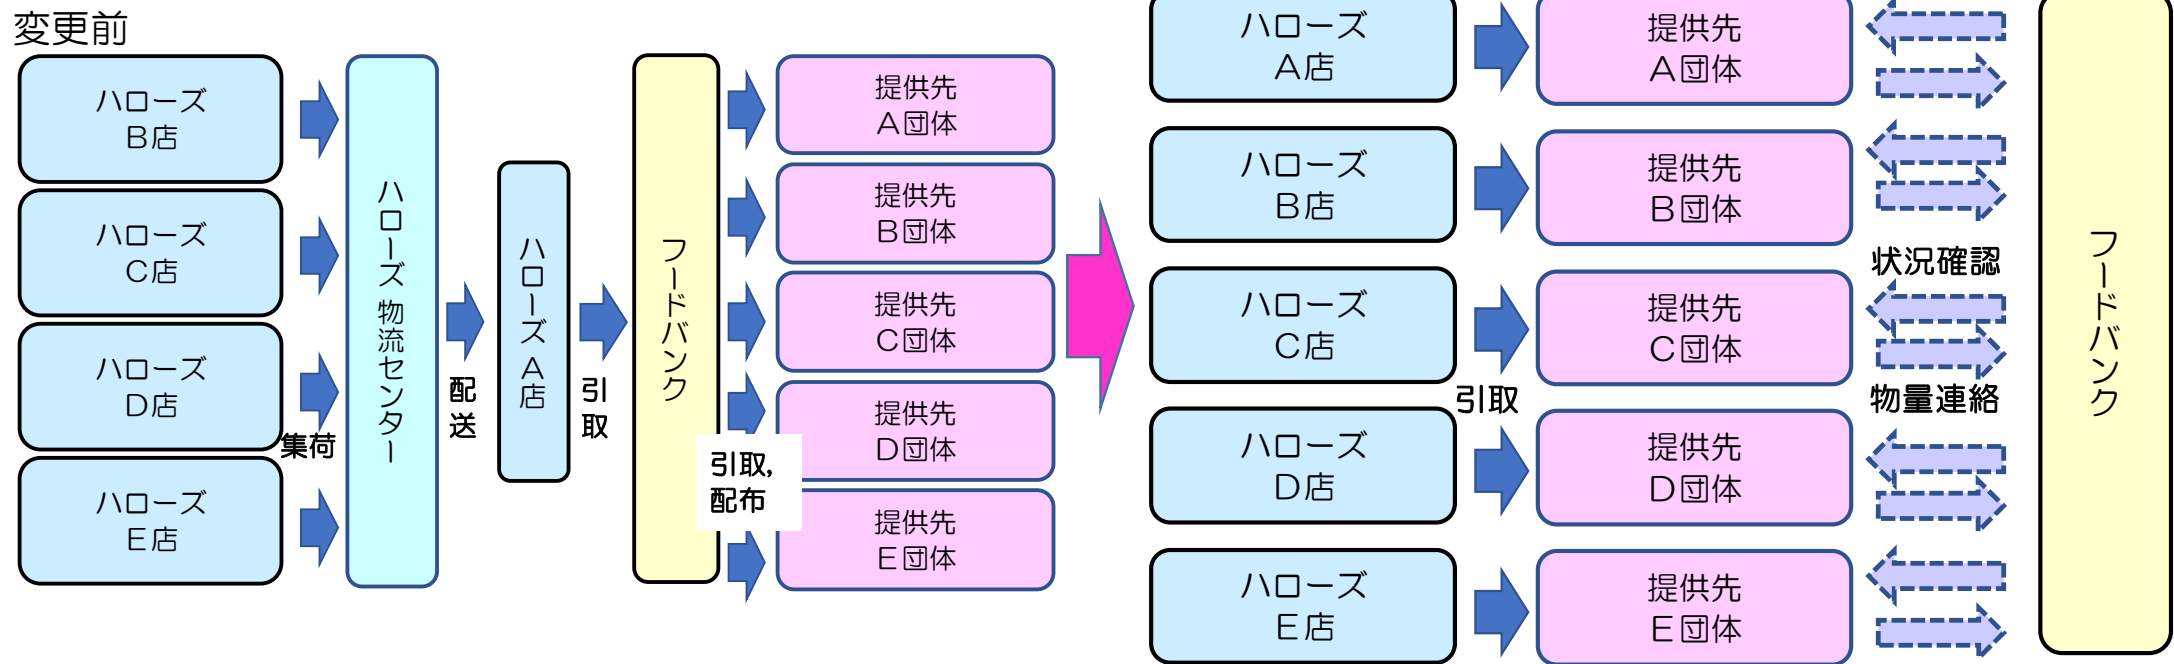 変更前
ハローズ
B店
ハローズ
C店
ハローズ
D店
ハローズ
E店
集荷
ハローズ 物流センター
配
送
ハローズ A店
引
取
フードバンク
引取,
配布
提供先
A団体
提供先
B団体
提供先
C団体
提供先
D団体
提供先
E団体
ハローズ
A店
ハローズ
B店
ハローズ
C店
ハローズ
D店
ハローズ
E店
引取
提供先
A団体
提供先
B団体
提供先
C団体
提供先
D団体
提供先
E団体
状況確認
物量連絡
フードバンク